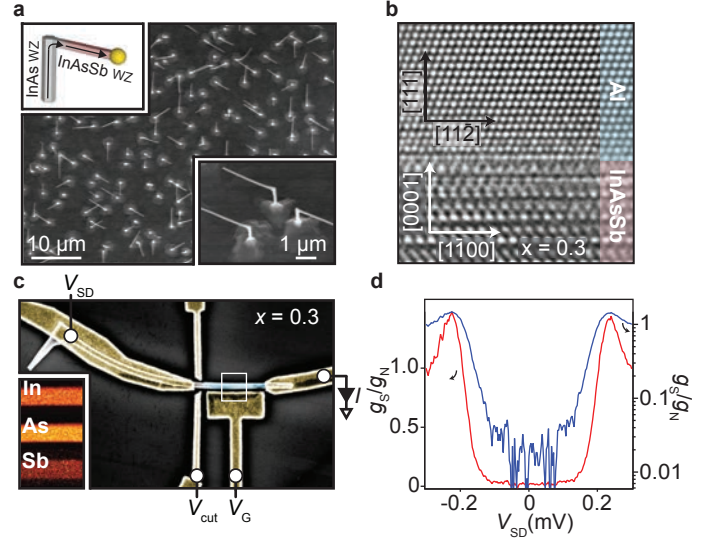 a
InAs WZ
InAsSb WZ
10 μm
1 μm
b
[111]
[112̄]
Al
[0001]
[11̄00]
x = 0.3
InAsSb
c
V_SD
x = 0.3
In
As
Sb
I
V_cut
V_G
d
g_S/g_N
1.0
0.5
0
1
0.1
0.01
g_S/g_N
-0.2
0
0.2
V_SD(mV)